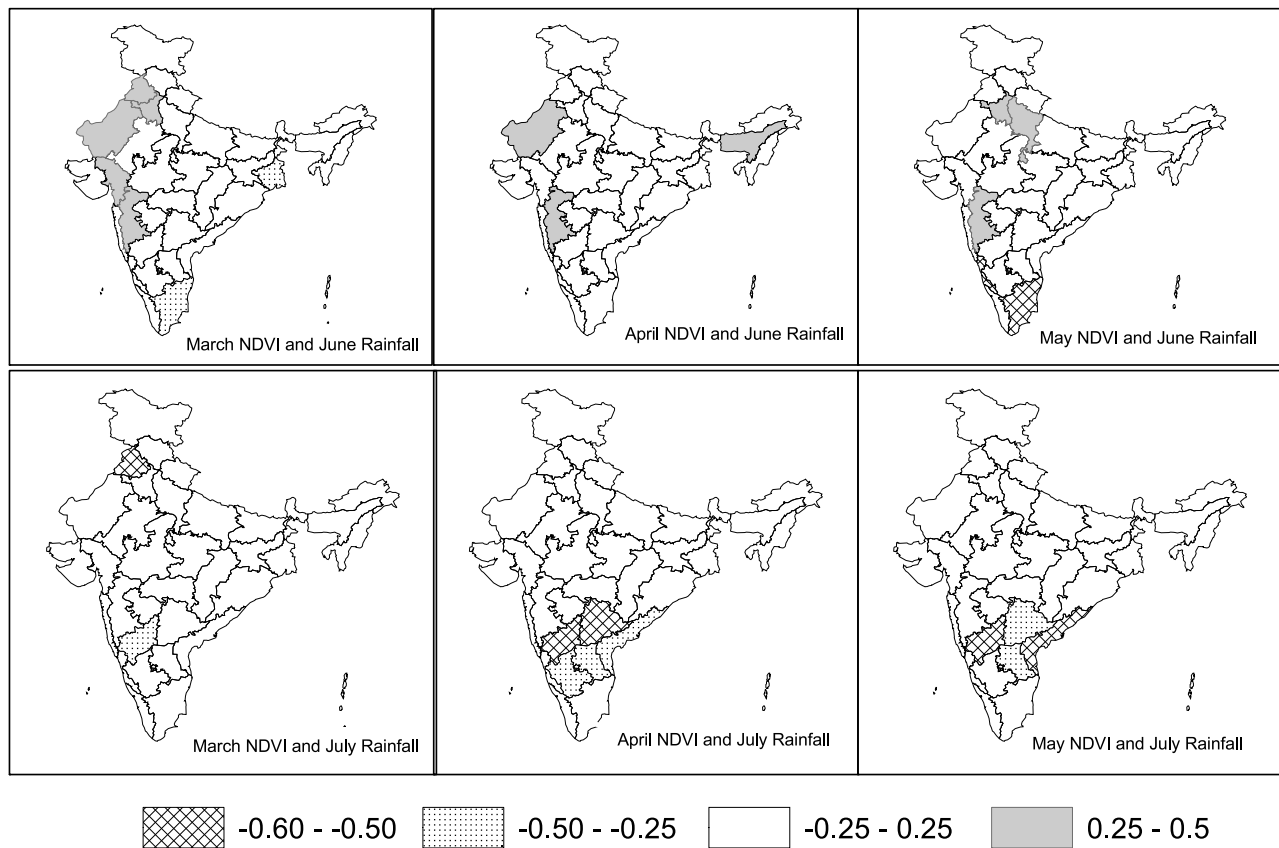 March NDVI and June Rainfall
April NDVI and June Rainfall
May NDVI and June Rainfall
March NDVI and July Rainfall
April NDVI and July Rainfall
May NDVI and July Rainfall
-0.60 - -0.50
-0.50 - -0.25
-0.25 - 0.25
0.25 - 0.5